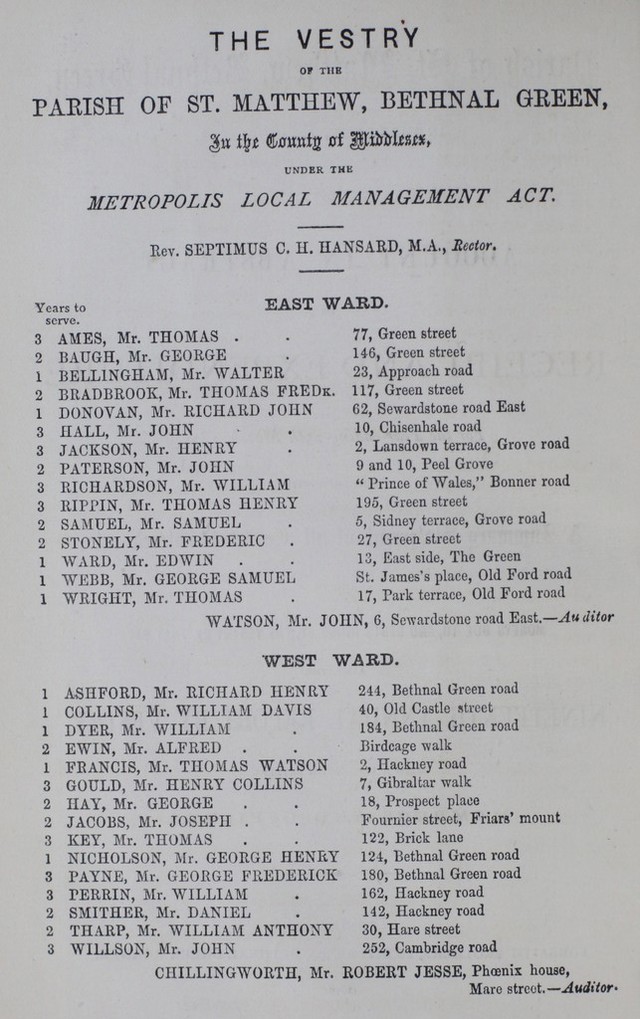 THE VESTRY
OF THE
PARISH OF ST. MATTHEW, BETHNAL GREEN,
In the County of Middlesex,
UNDER THE
METROPOLIS LOCAL MANAGEMENT ACT.
Rev. SEPTIMUS C. H. HANSARD, M.A., Rector.
EAST WARD.
Years to
serve.
3 AMES, Mr. THOMAS . . 77, Green street
2 BAUGH, Mr. GEORGE . 146, Green street
1 BELLINGHAM, Mr. WALTER 23, Approach road
2 BRADBROOK, Mr. THOMAS FREDK. 117, Green street
1 DONOVAN, Mr. RICHARD JOHN 62, Sewardstone road East
3 HALL, Mr. JOHN . . 10, Chisenhale road
3 JACKSON, Mr. HENRY . 2, Lansdown terrace, Grove road
2 PATERSON, Mr. JOHN 9 and 10, Peel Grove
3 RICHARDSON, Mr. WILLIAM "Prince of Wales," Bonner road
3 RIPPIN, Mr. THOMAS HENRY 195, Green street
2 SAMUEL, Mr. SAMUEL . 5, Sidney terrace, Grove road
2 STONELY, Mr. FREDERIC . 27, Green street
1 WARD, Mr. EDWIN . . 13, East side, The Green
1 WEBB, Mr. GEORGE SAMUEL St. James's place, Old Ford road
1 WRIGHT, Mr. THOMAS . 17, Park terrace, Old Ford road
WATSON, Mr. JOHN, 6, Sewardstone road East.—Auditor
WEST WARD.
1 ASHFORD, Mr. RICHARD HENRY 244, Bethnal Green road
1 COLLINS, Mr. WILLIAM DAVIS 40, Old Castle street
1 DYER, Mr. WILLIAM . 184, Bethnal Green road
2 EWIN, Mr. ALFRED . . Birdcage walk
1 FRANCIS, Mr. THOMAS WATSON 2, Hackney road
3 GOULD, Mr. HENRY COLLINS 7, Gibraltar walk
2 HAY, Mr. GEORGE . . 18, Prospect place
2 JACOBS, Mr. JOSEPH . . Fournier street, Friars' mount
3 KEY, Mr. THOMAS . . 122, Brick lane
1 NICHOLSON, Mr. GEORGE HENRY 124, Bethnal Green road
3 PAYNE, Mr. GEORGE FREDERICK 180, Bethnal Green road
3 PERRIN, Mr. WILLIAM . 162, Hackney road
2 SMITHER, Mr. DANIEL . 142, Hackney road
2 THARP, Mr. WILLIAM ANTHONY 30, Hare street
3 WILLSON, Mr. JOHN . 252, Cambridge road
CHILLINGWORTH, Mr. ROBERT JESSE, Phœnix house,
Mare street.—Auditor.